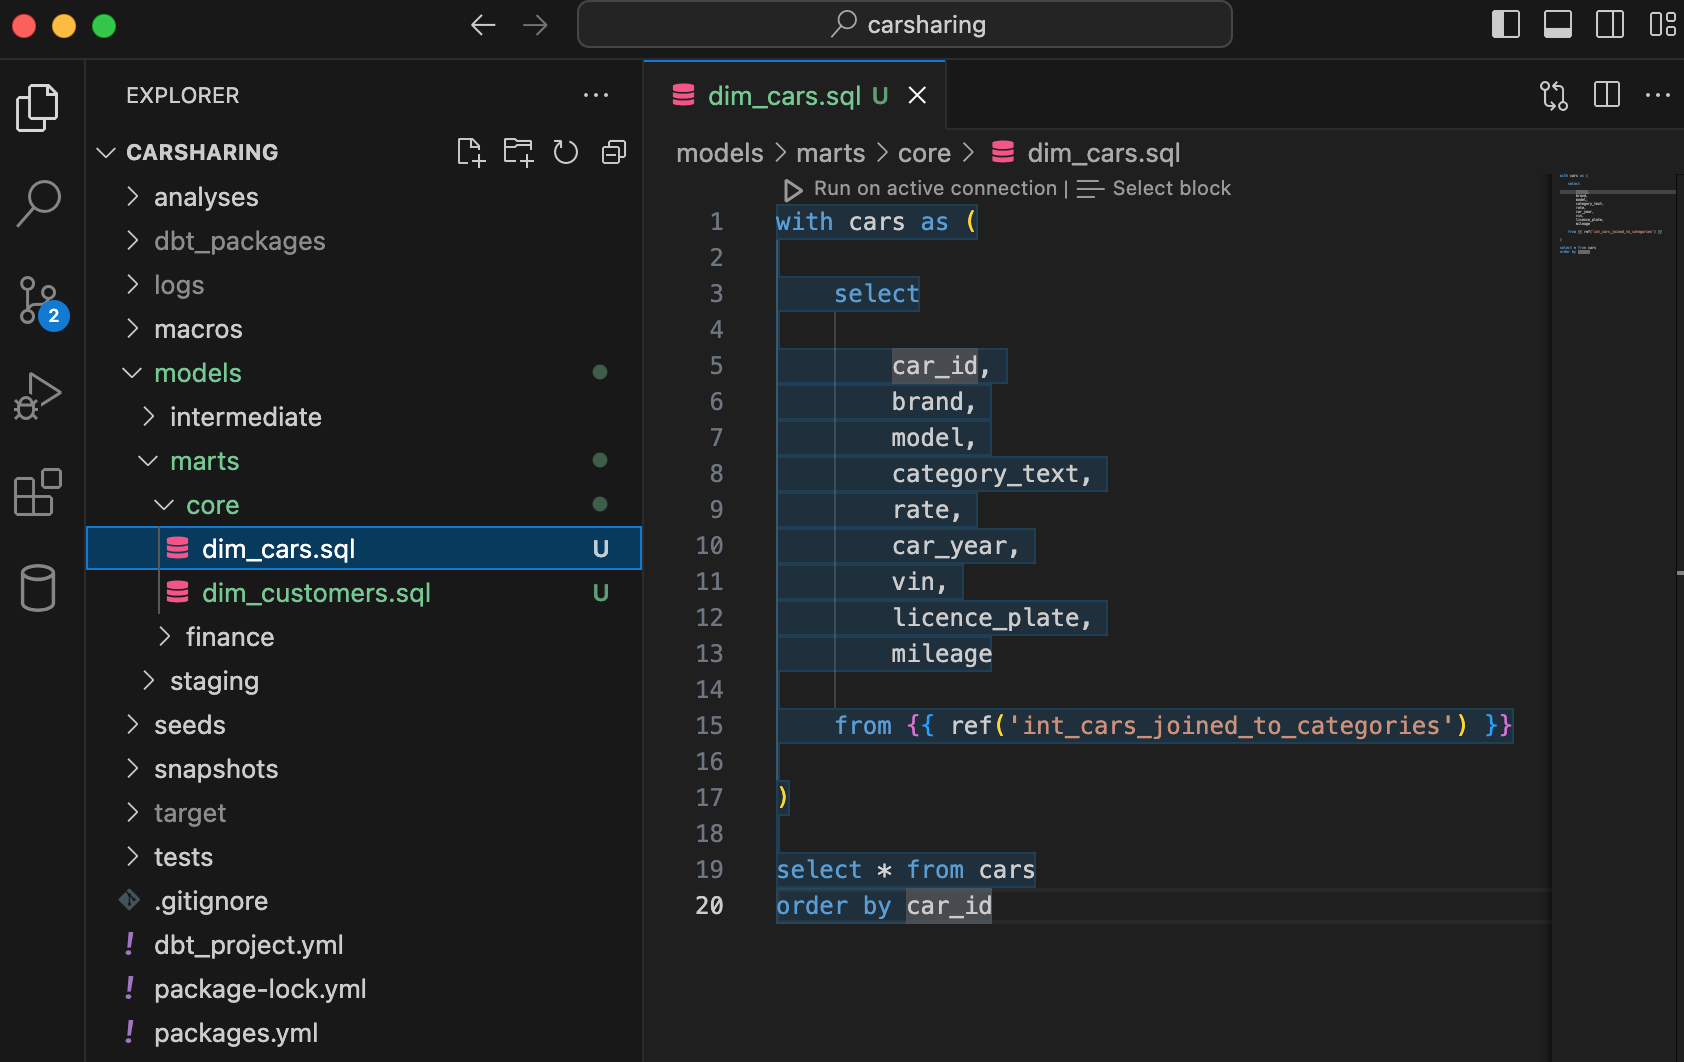 carsharing
EXPLORER
CARSHARING
analyses
dbt_packages
logs
macros
models
intermediate
marts
core
dim_cars.sql U
dim_customers.sql U
finance
staging
seeds
snapshots
target
tests
.gitignore
! dbt_project.yml
! package-lock.yml
! packages.yml
2
dim_cars.sql U
models > marts > core > dim_cars.sql
Run on active connection | Select block
1 with cars as (
2
3 select
4
5 car_id,
6 brand,
7 model,
8 category_text,
9 rate,
10 car_year,
11 vin,
12 licence_plate,
13 mileage
14
15 from {{ ref('int_cars_joined_to_categories') }}
16
17 )
18
19 select * from cars
20 order by car_id